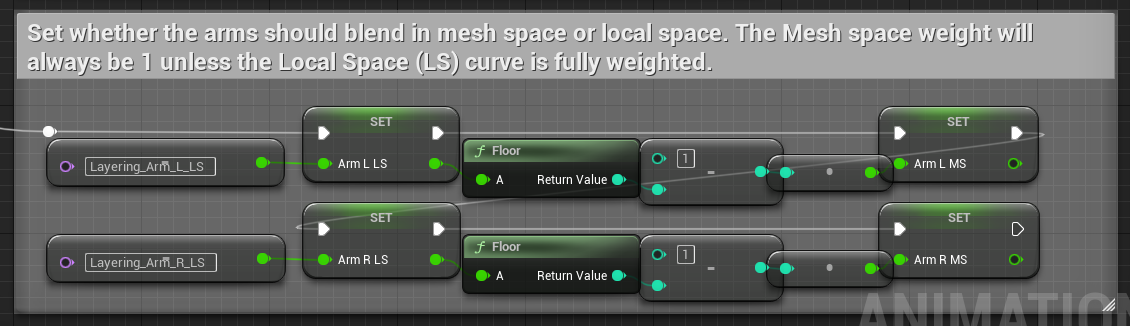 Set whether the arms should blend in mesh space or local space. The Mesh space weight will
always be 1 unless the Local Space (LS) curve is fully weighted.
SET
SET
Layering_Arm_L_LS
Arm L LS
f Floor
A
Return Value
1
-
Arm L MS
SET
SET
Layering_Arm_R_LS
Arm R LS
f Floor
A
Return Value
1
-
Arm R MS
ANIMATION